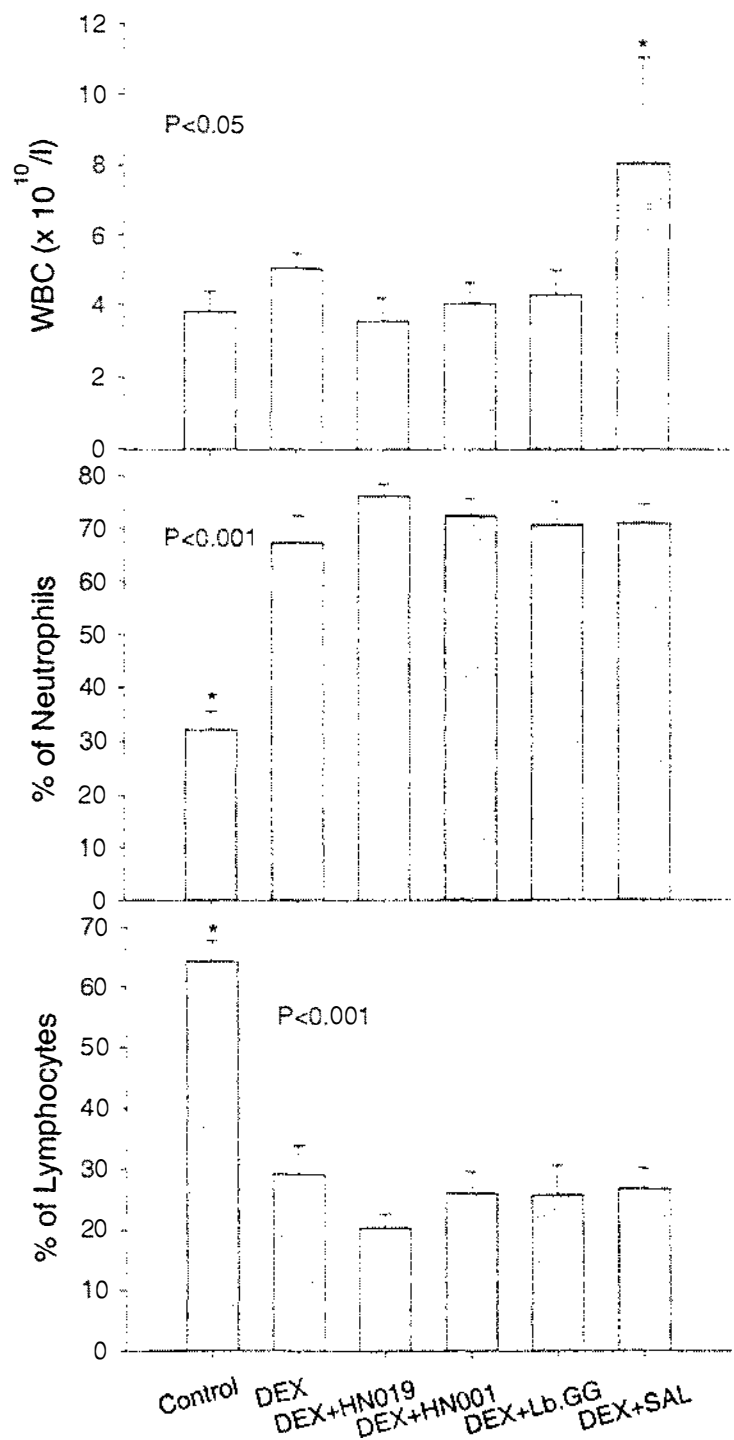 12
10
8
6
4
2
0
WBC (x 10^10/l)
P<0.05
*
80
70
60
50
40
30
20
10
0
% of Neutrophils
P<0.001
*
70
60
50
40
30
20
10
0
% of Lymphocytes
*
P<0.001
Control
DEX
DEX+HN019
DEX+HN001
DEX+Lb.GG
DEX+SAL